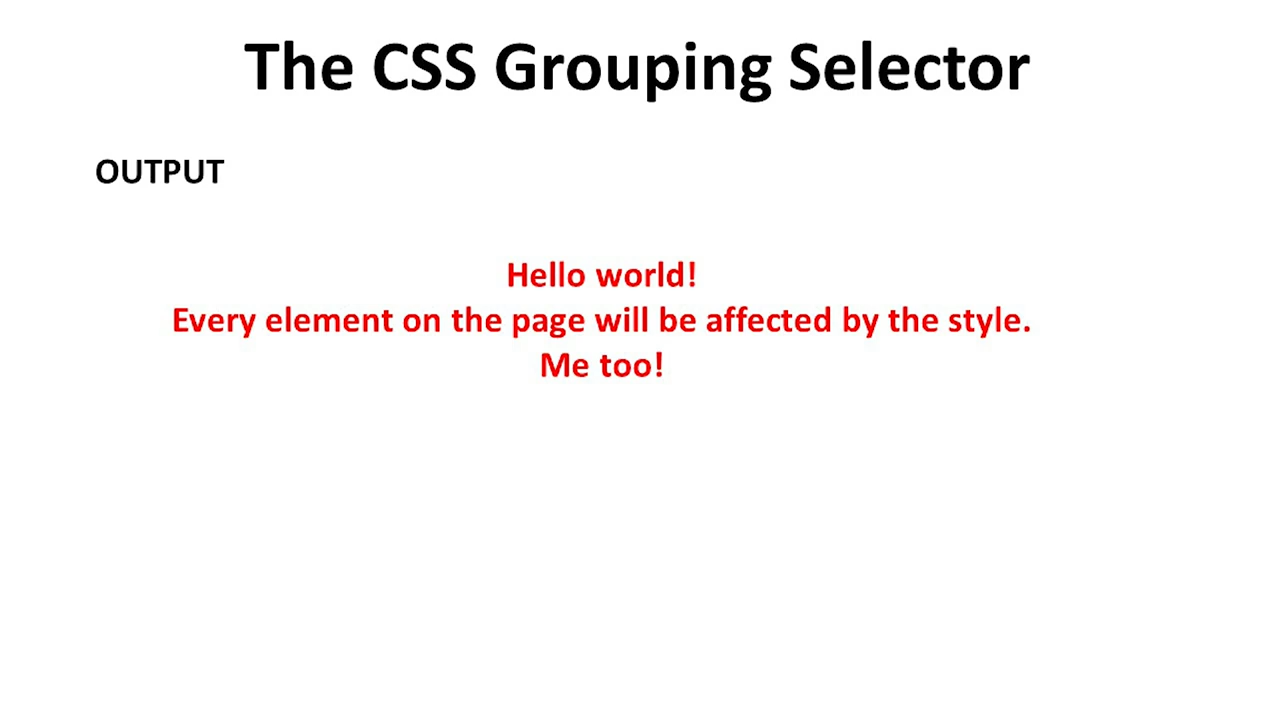 The CSS Grouping Selector
OUTPUT
Hello world!
Every element on the page will be affected by the style.
Me too!